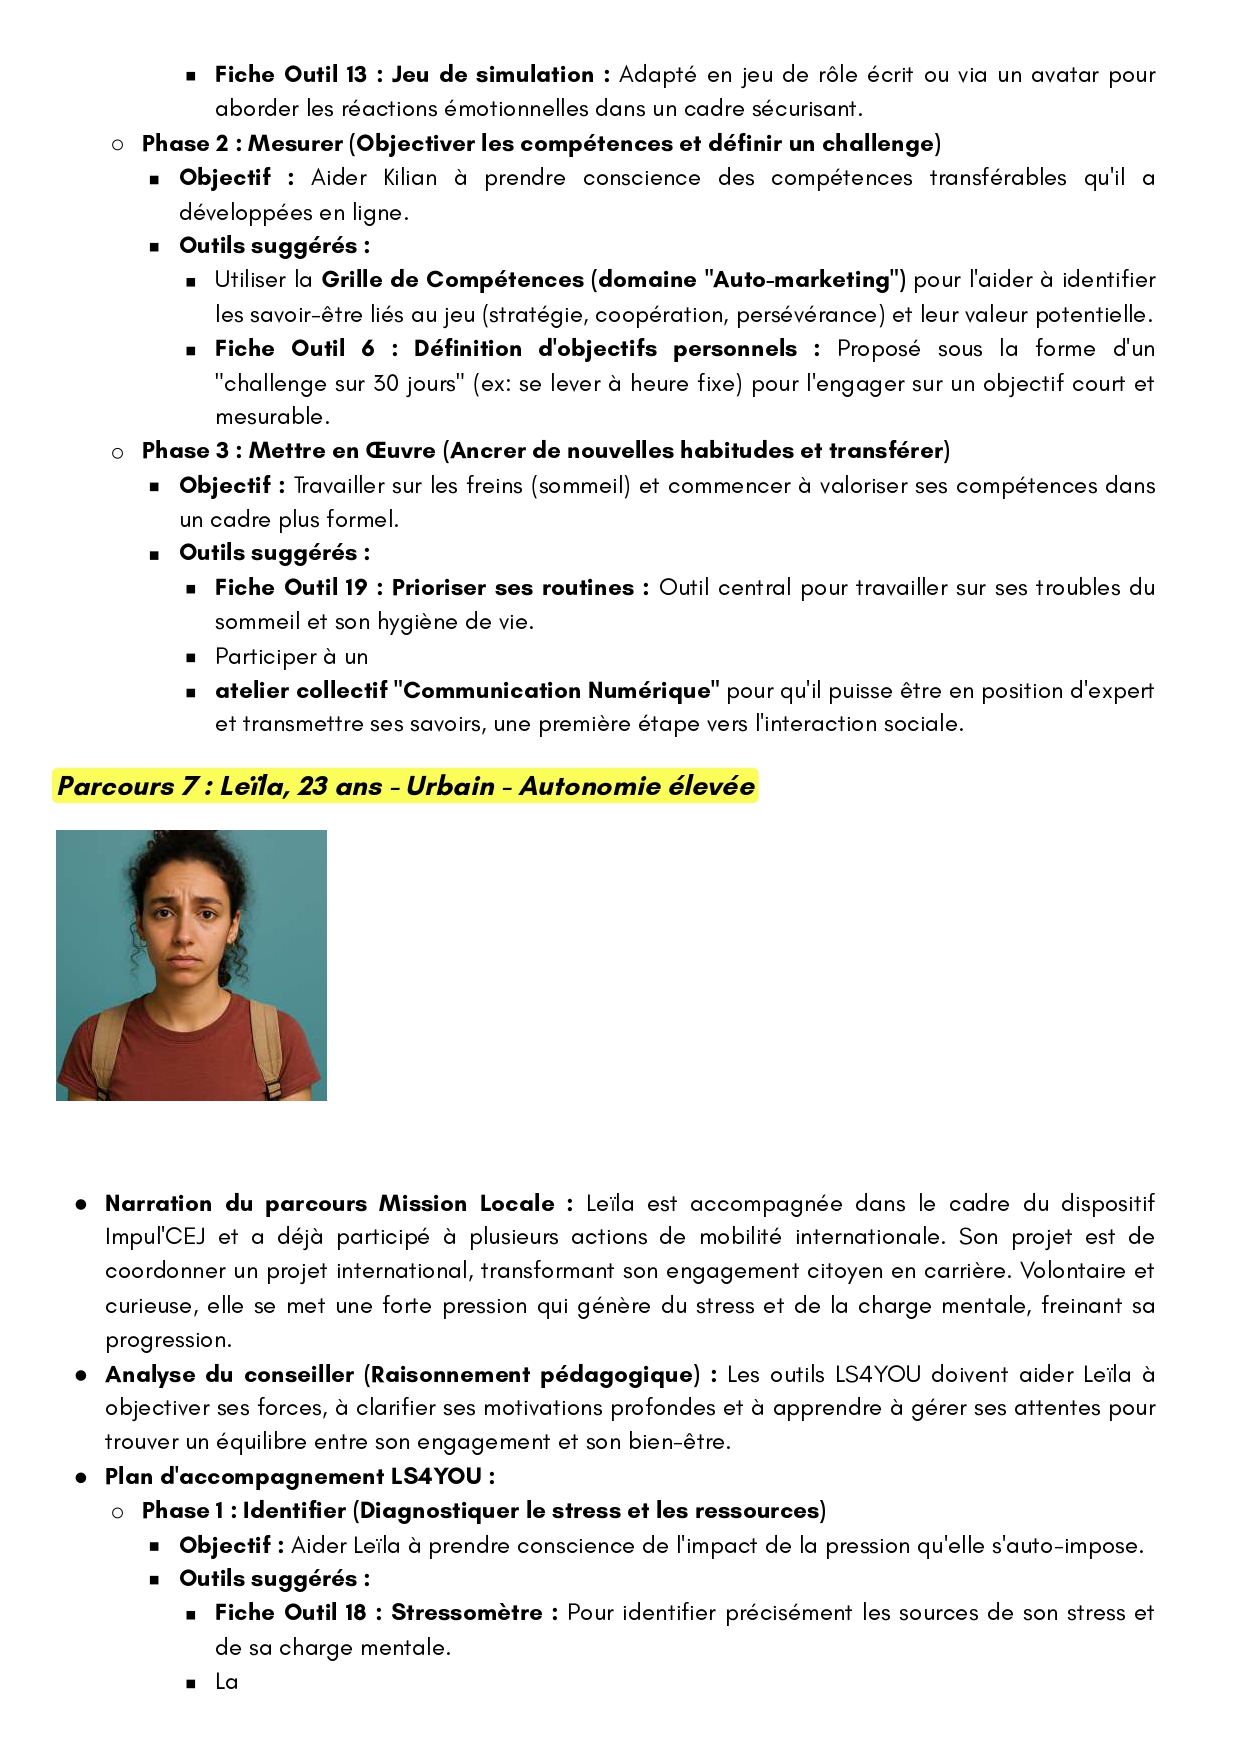 ▪ Fiche Outil 13 : Jeu de simulation : Adapté en jeu de rôle écrit ou via un avatar pour
aborder les réactions émotionnelles dans un cadre sécurisant.
○ Phase 2 : Mesurer (Objectiver les compétences et définir un challenge)
▪ Objectif : Aider Kilian à prendre conscience des compétences transférables qu'il a
développées en ligne.
▪ Outils suggérés :
▪ Utiliser la Grille de Compétences (domaine "Auto-marketing") pour l'aider à identifier
les savoir-être liés au jeu (stratégie, coopération, persévérance) et leur valeur potentielle.
▪ Fiche Outil 6 : Définition d'objectifs personnels : Proposé sous la forme d'un
"challenge sur 30 jours" (ex: se lever à heure fixe) pour l'engager sur un objectif court et
mesurable.
○ Phase 3 : Mettre en Œuvre (Ancrer de nouvelles habitudes et transférer)
▪ Objectif : Travailler sur les freins (sommeil) et commencer à valoriser ses compétences dans
un cadre plus formel.
▪ Outils suggérés :
▪ Fiche Outil 19 : Prioriser ses routines : Outil central pour travailler sur ses troubles du
sommeil et son hygiène de vie.
▪ Participer à un
▪ atelier collectif "Communication Numérique" pour qu'il puisse être en position d'expert
et transmettre ses savoirs, une première étape vers l'interaction sociale.
Parcours 7 : Leïla, 23 ans - Urbain - Autonomie élevée
● Narration du parcours Mission Locale : Leïla est accompagnée dans le cadre du dispositif
Impul'CEJ et a déjà participé à plusieurs actions de mobilité internationale. Son projet est de
coordonner un projet international, transformant son engagement citoyen en carrière. Volontaire et
curieuse, elle se met une forte pression qui génère du stress et de la charge mentale, freinant sa
progression.
● Analyse du conseiller (Raisonnement pédagogique) : Les outils LS4YOU doivent aider Leïla à
objectiver ses forces, à clarifier ses motivations profondes et à apprendre à gérer ses attentes pour
trouver un équilibre entre son engagement et son bien-être.
● Plan d'accompagnement LS4YOU :
○ Phase 1 : Identifier (Diagnostiquer le stress et les ressources)
▪ Objectif : Aider Leïla à prendre conscience de l'impact de la pression qu'elle s'auto-impose.
▪ Outils suggérés :
▪ Fiche Outil 18 : Stressomètre : Pour identifier précisément les sources de son stress et
de sa charge mentale.
▪ La